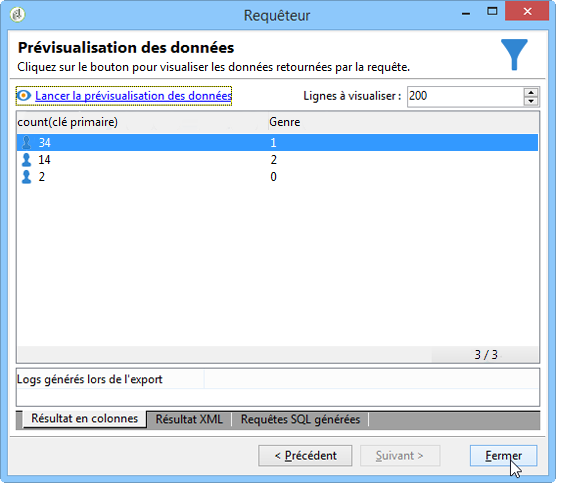 Requêteur
Prévisualisation des données
Cliquez sur le bouton pour visualiser les données retournées par la requête.
Lancer la prévisualisation des données Lignes à visualiser : 200
count(clé primaire) Genre
34 1
14 2
2 0
3 / 3
Logs générés lors de l'export
Résultat en colonnes Résultat XML Requêtes SQL générées
< Précédent Suivant > Fermer